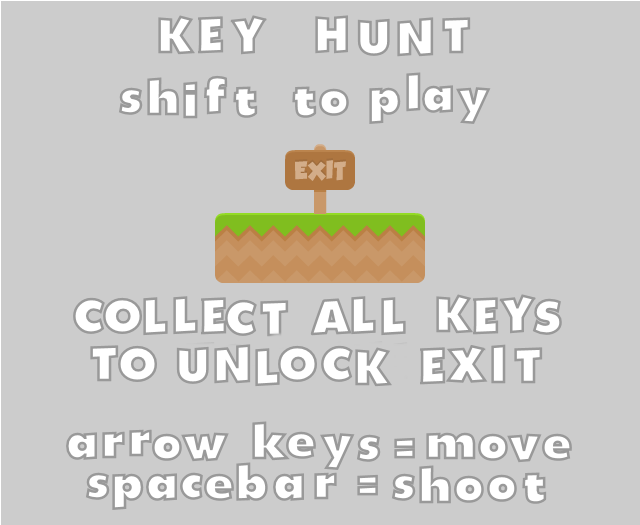 KEY HUNT
shift to play
EXIT
COLLECT ALL KEYS
TO UNLOCK EXIT
arrow keys = move
spacebar = shoot